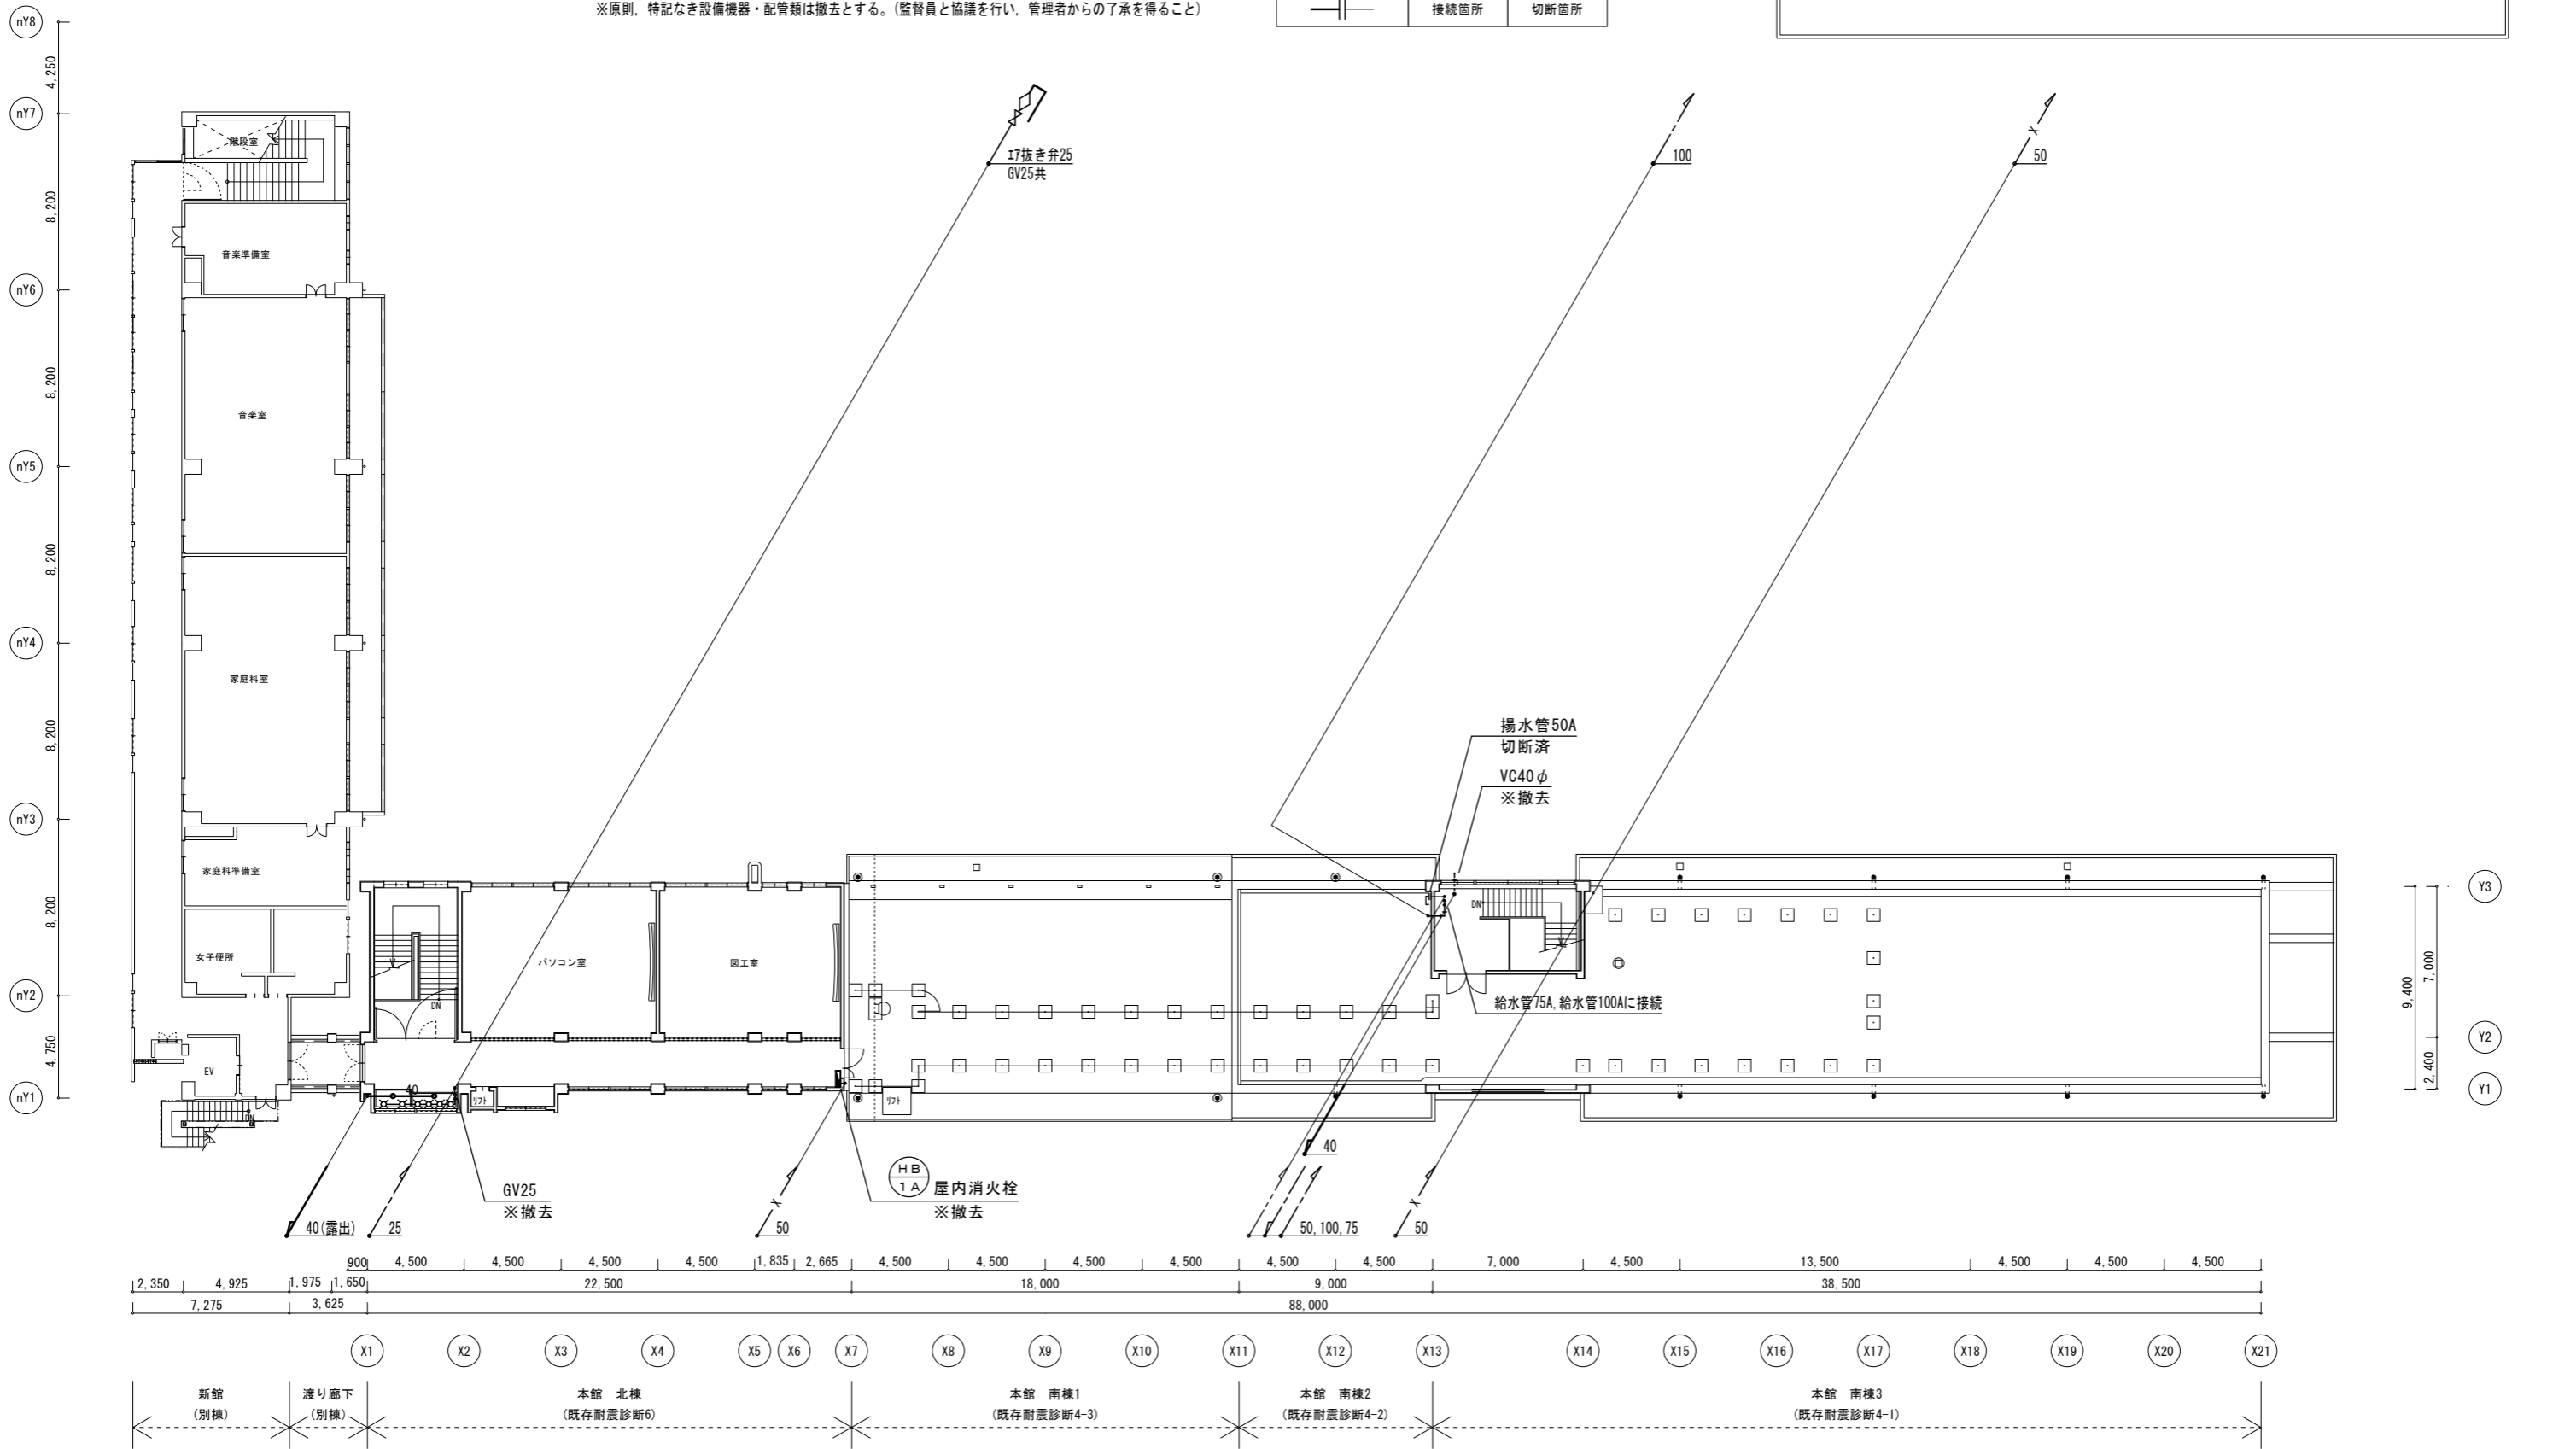 ※原則, 特記なき設備機器・配管類は撤去とする。(監督員と協議を行い, 管理者からの了承を得ること)
接続箇所 切断箇所
nY8
4,250
nY7
8,200
nY6
8,200
nY5
8,200
nY4
8,200
nY3
8,200
nY2
4,750
nY1
階段室
音楽準備室
音楽室
家庭科室
家庭科準備室
女子便所
EV
DN
ｴｱ抜き弁25
GV25共
100
50
揚水管50A
切断済
VC40φ
※撤去
DN
パソコン室
図工室
DN
給水管75A, 給水管100Aに接続
40
ﾘﾌﾄ
ﾘﾌﾄ
Y3
7,000
9,400
Y2
2,400
Y1
40
HB
1A
屋内消火栓
※撤去
GV25
※撤去
40(露出)
25
50
50,100,75
50
900 4,500 4,500 4,500 4,500 1,835 2,665 4,500 4,500 4,500 4,500 4,500 4,500 7,000 4,500 13,500 4,500 4,500 4,500
2,350 4,925 1,975 1,650 22,500 18,000 9,000 38,500
7,275 3,625 88,000
X1 X2 X3 X4 X5 X6 X7 X8 X9 X10 X11 X12 X13 X14 X15 X16 X17 X18 X19 X20 X21
新館 渡り廊下 本館 北棟 本館 南棟1 本館 南棟2 本館 南棟3
(別棟) (別棟) (既存耐震診断6) (既存耐震診断4-3) (既存耐震診断4-2) (既存耐震診断4-1)